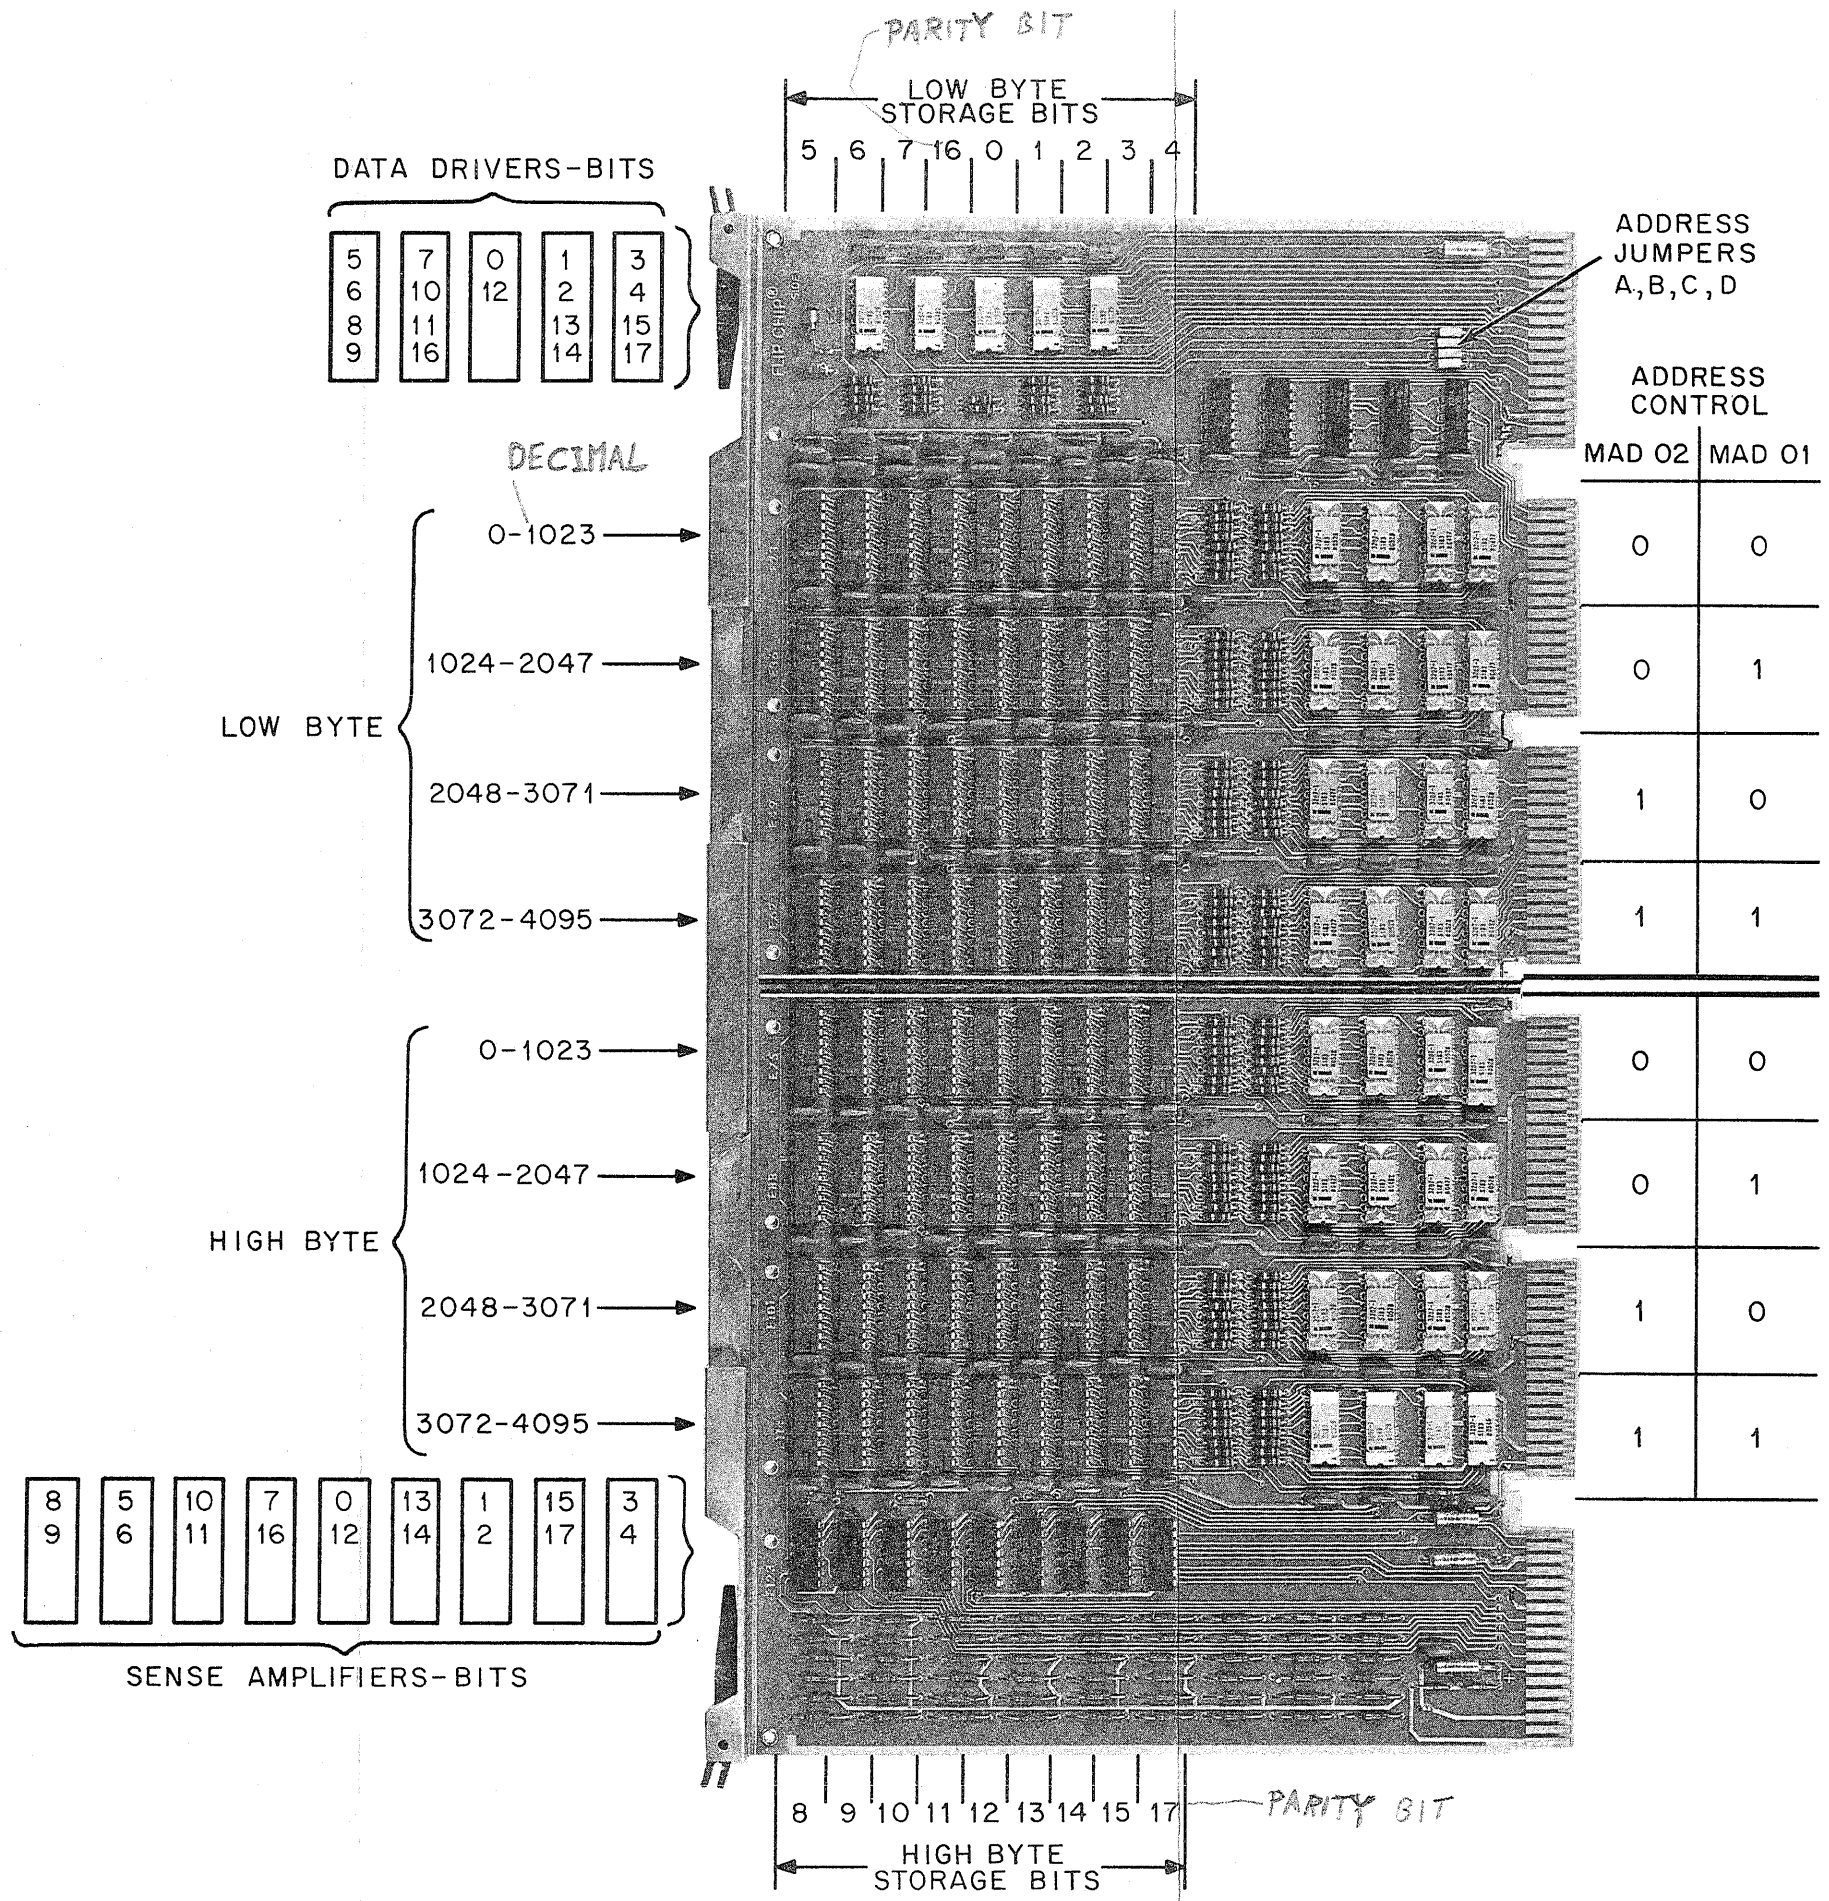 PARITY BIT
LOW BYTE
STORAGE BITS
5 6 7 16 0 1 2 3 4
DATA DRIVERS-BITS
5 7 0 1 3
6 10 12 2 4
8 11 13 15
9 16 14 17
ADDRESS
JUMPERS
A,B,C,D
FLIP CHIP
ADDRESS
CONTROL
MAD 02 MAD 01
DECIMAL
0-1023
0 0
1024-2047
0 1
LOW BYTE
2048-3071
1 0
3072-4095
1 1
0-1023
0 0
1024-2047
0 1
HIGH BYTE
2048-3071
1 0
3072-4095
1 1
8 5 10 7 0 13 1 15 3
9 6 11 16 12 14 2 17 4
SENSE AMPLIFIERS-BITS
8 9 10 11 12 13 14 15 17
PARITY BIT
HIGH BYTE
STORAGE BITS